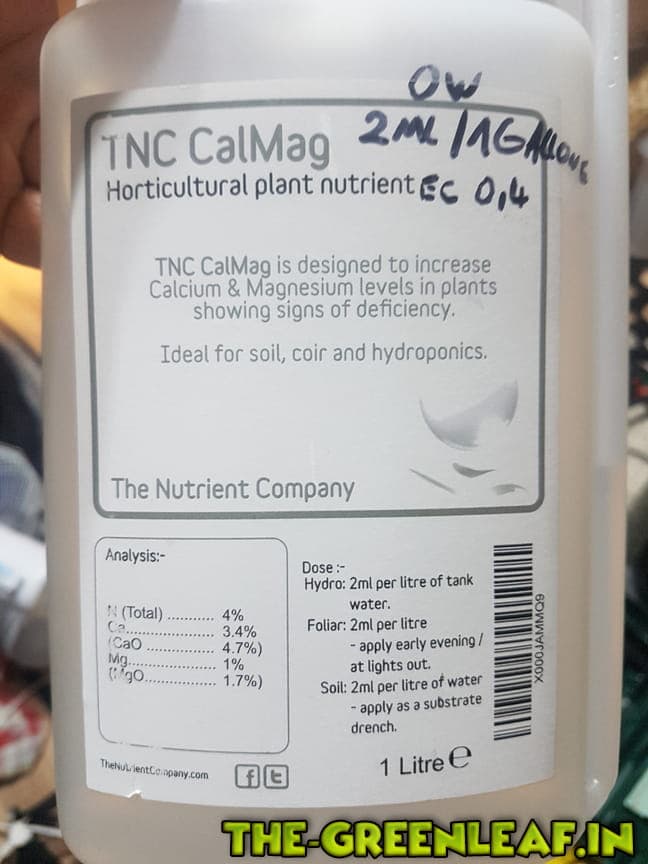 OW
2ML/1GALLONE
EC 0,4
TNC CalMag
Horticultural plant nutrient
TNC CalMag is designed to increase
Calcium & Magnesium levels in plants
showing signs of deficiency.
Ideal for soil, coir and hydroponics.
The Nutrient Company
Analysis:-
N (Total) ........... 4%
Ca..................... 3.4%
(CaO ................ 4.7%)
Mg..................... 1%
(MgO................. 1.7%)
Dose :-
Hydro: 2ml per litre of tank
water.
Foliar: 2ml per litre
- apply early evening /
at lights out.
Soil: 2ml per litre of water
- apply as a substrate
drench.
X000JAMMQ9
TheNutrientCompany.com
f t
1 Litre e
THE-GREENLEAF.IN